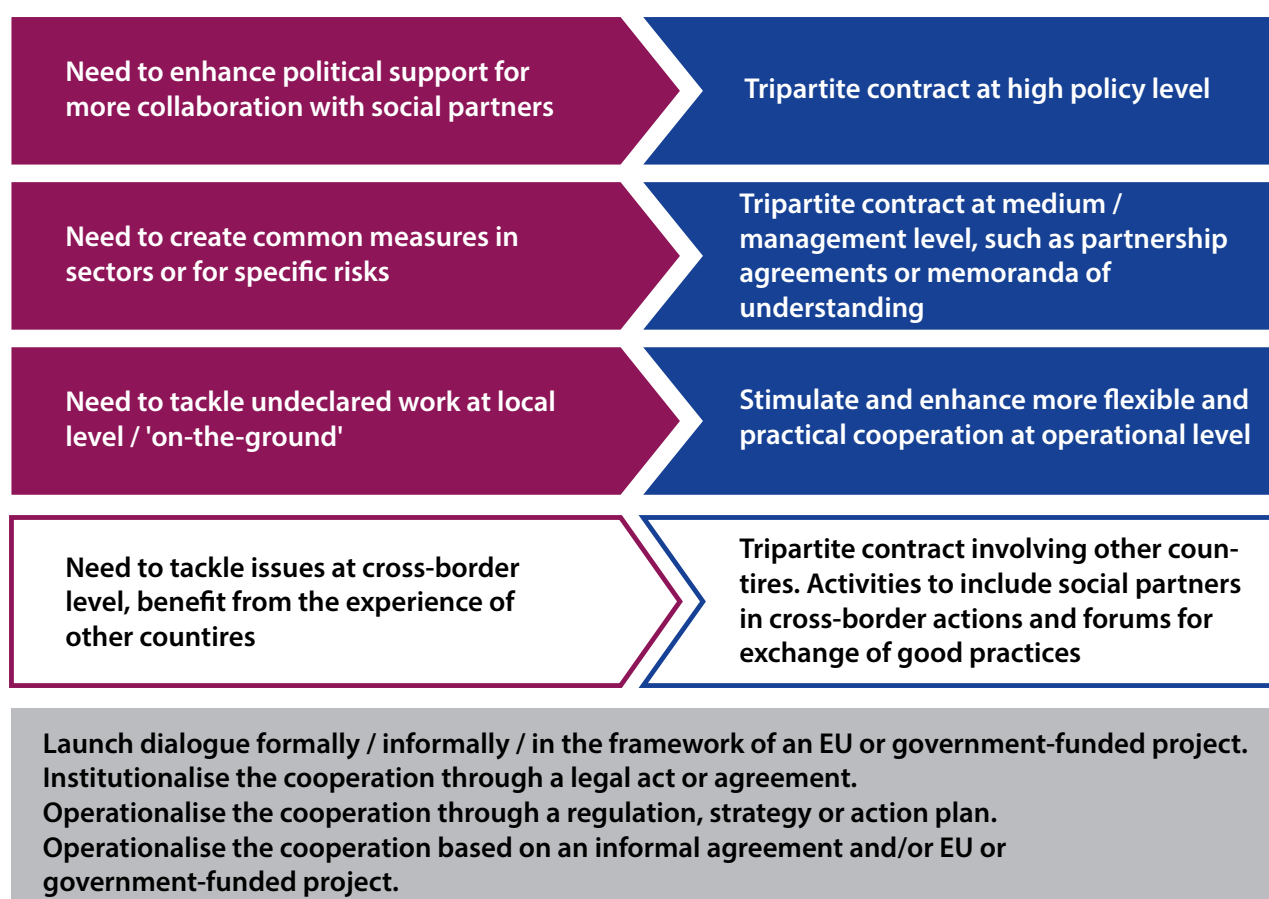 Need to enhance political support for
more collaboration with social partners
Tripartite contract at high policy level
Need to create common measures in
sectors or for specific risks
Tripartite contract at medium /
management level, such as partnership
agreements or memoranda of
understanding
Need to tackle undeclared work at local
level / 'on-the-ground'
Stimulate and enhance more flexible and
practical cooperation at operational level
Need to tackle issues at cross-border
level, benefit from the experience of
other countires
Tripartite contract involving other coun-
tires. Activities to include social partners
in cross-border actions and forums for
exchange of good practices
Launch dialogue formally / informally / in the framework of an EU or government-funded project.
Institutionalise the cooperation through a legal act or agreement.
Operationalise the cooperation through a regulation, strategy or action plan.
Operationalise the cooperation based on an informal agreement and/or EU or
government-funded project.